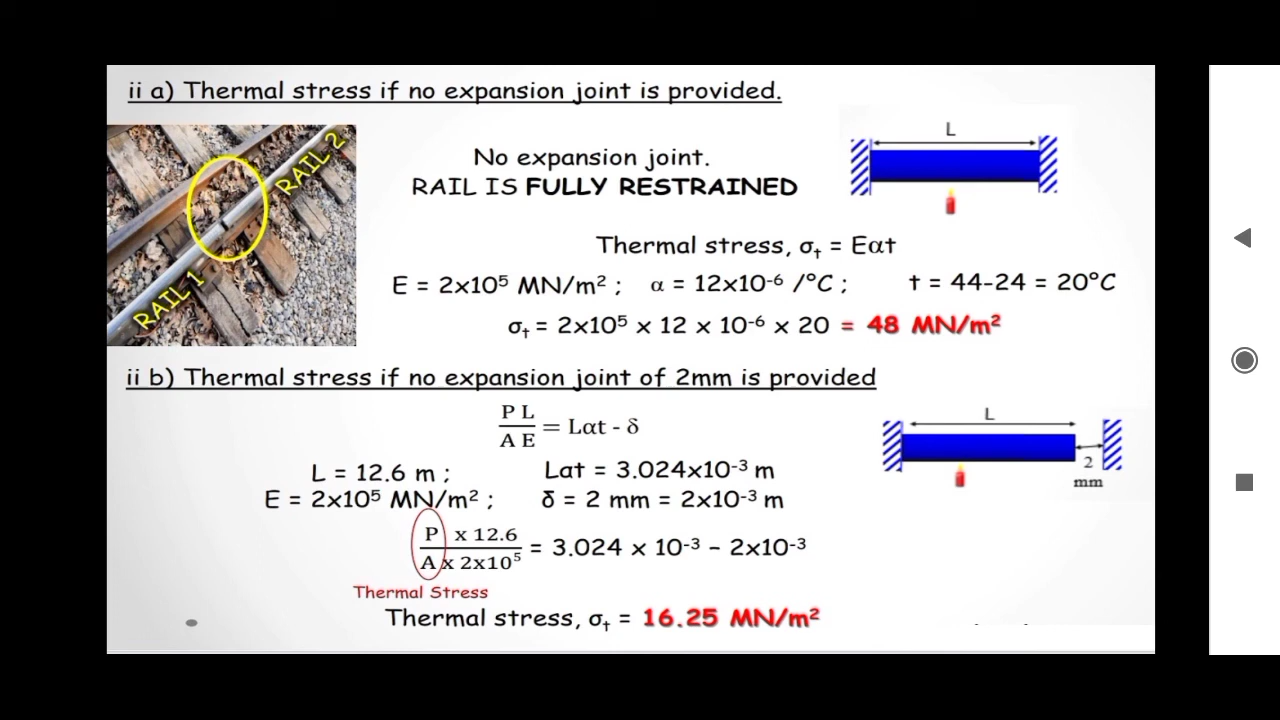 ii a) Thermal stress if no expansion joint is provided.
RAIL 1
RAIL 2
No expansion joint.
RAIL IS FULLY RESTRAINED
L
Thermal stress, σt = Eαt
E = 2x10⁵ MN/m² ; α = 12x10⁻⁶ /°C ; t = 44-24 = 20°C
σt = 2x10⁵ x 12 x 10⁻⁶ x 20 = 48 MN/m²
ii b) Thermal stress if no expansion joint of 2mm is provided
P L
A E
= Lαt - δ
L
2
mm
L = 12.6 m ; Lat = 3.024x10⁻³ m
E = 2x10⁵ MN/m² ; δ = 2 mm = 2x10⁻³ m
P x 12.6
A x 2x10⁵
= 3.024 x 10⁻³ – 2x10⁻³
Thermal Stress
Thermal stress, σt = 16.25 MN/m²